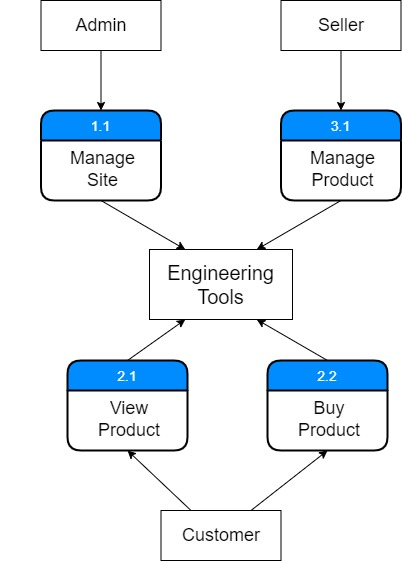 Admin
Seller
1.1
Manage
Site
3.1
Manage
Product
Engineering
Tools
2.1
View
Product
2.2
Buy
Product
Customer